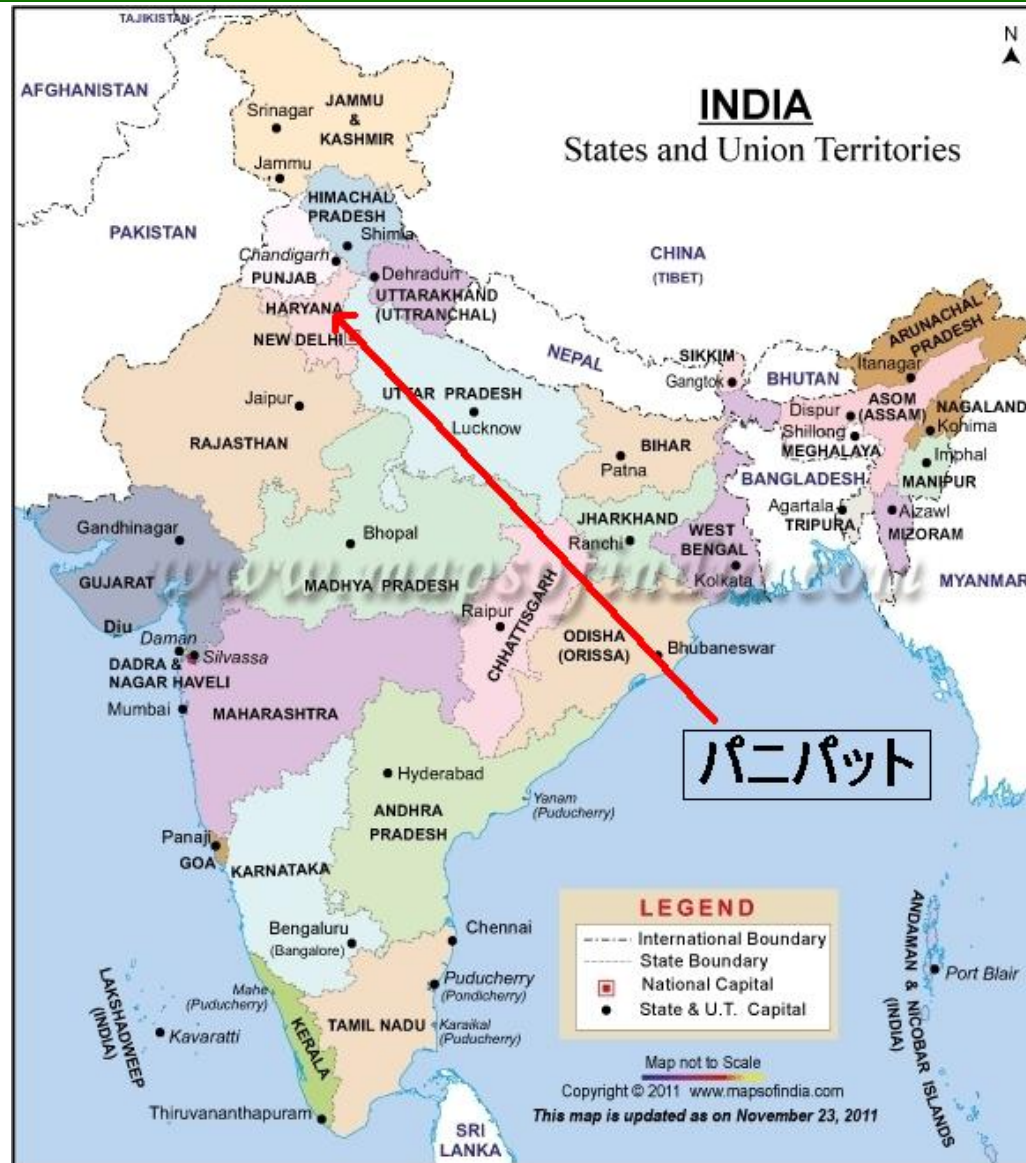 TAJIKISTAN
AFGHANISTAN
JAMMU
&
KASHMIR
Srinagar
Jammu
N
INDIA
States and Union Territories
HIMACHAL
PRADESH
Shimla
PAKISTAN
Chandigarh
PUNJAB
Dehradun
UTTARAKHAND
(UTTRANCHAL)
CHINA
(TIBET)
HARYANA
NEW DELHI
ARUNACHAL
PRADESH
Itanagar
NEPAL
SIKKIM
Gangtok
BHUTAN
Jaipur
UTTAR PRADESH
Lucknow
RAJASTHAN
BIHAR
Patna
Dispur
ASOM
(ASSAM)
NAGALAND
Kohima
Shillong
MEGHALAYA
Imphal
MANIPUR
BANGLADESH
Agartala
TRIPURA
Aizawl
MIZORAM
Gandhinagar
GUJARAT
Bhopal
MADHYA PRADESH
JHARKHAND
Ranchi
WEST
BENGAL
Kolkata
MYANMAR
www.mapsofindia.com
Diu
Daman
Silvassa
DADRA &
NAGAR HAVELI
Mumbai
MAHARASHTRA
Raipur
CHHATTISGARH
ODISHA
(ORISSA)
Bhubaneswar
パニパット
Hyderabad
ANDHRA
PRADESH
Yanam
(Puducherry)
Panaji
GOA
KARNATAKA
Bengaluru
(Bangalore)
Chennai
Mahe
(Puducherry)
Puducherry
(Pondicherry)
Karaikal
(Puducherry)
TAMIL NADU
KERALA
LAKSHADWEEP
(INDIA)
Kavaratti
Thiruvananthapuram
SRI
LANKA
LEGEND
International Boundary
State Boundary
National Capital
State & U.T. Capital
ANDAMAN & NICOBAR ISLANDS
(INDIA)
Port Blair
Map not to Scale
Copyright © 2011 www.mapsofindia.com
This map is updated as on November 23, 2011